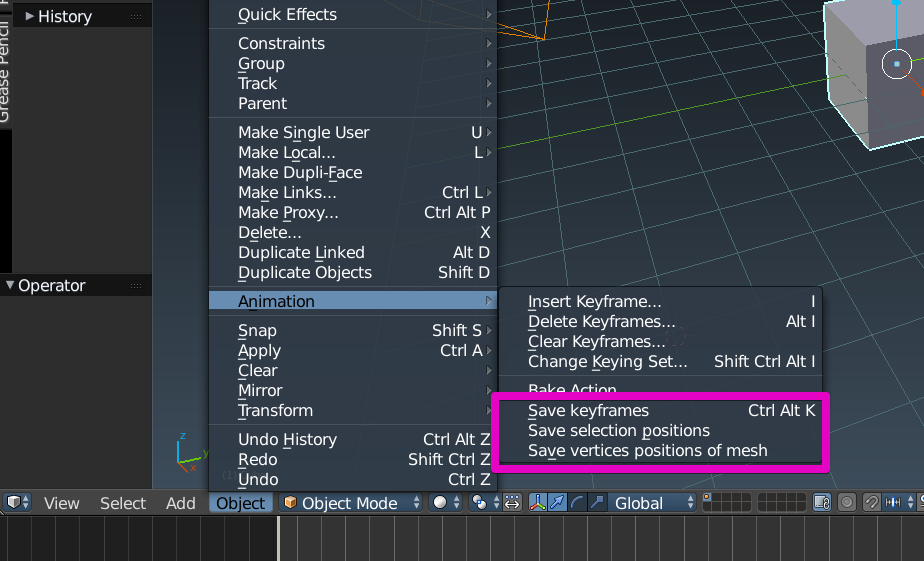 History
Grease Pencil
Operator
Quick Effects
Constraints
Group
Track
Parent
Make Single User U
Make Local... L
Make Dupli-Face
Make Links... Ctrl L
Make Proxy... Ctrl Alt P
Delete... X
Duplicate Linked Alt D
Duplicate Objects Shift D
Animation
Snap Shift S
Apply Ctrl A
Clear
Mirror
Transform
Undo History Ctrl Alt Z
Redo Shift Ctrl Z
Undo Ctrl Z
Insert Keyframe... I
Delete Keyframes... Alt I
Clear Keyframes...
Change Keying Set... Shift Ctrl Alt I
Bake Action
Save keyframes Ctrl Alt K
Save selection positions
Save vertices positions of mesh
z
y
x
View Select Add Object Object Mode Global